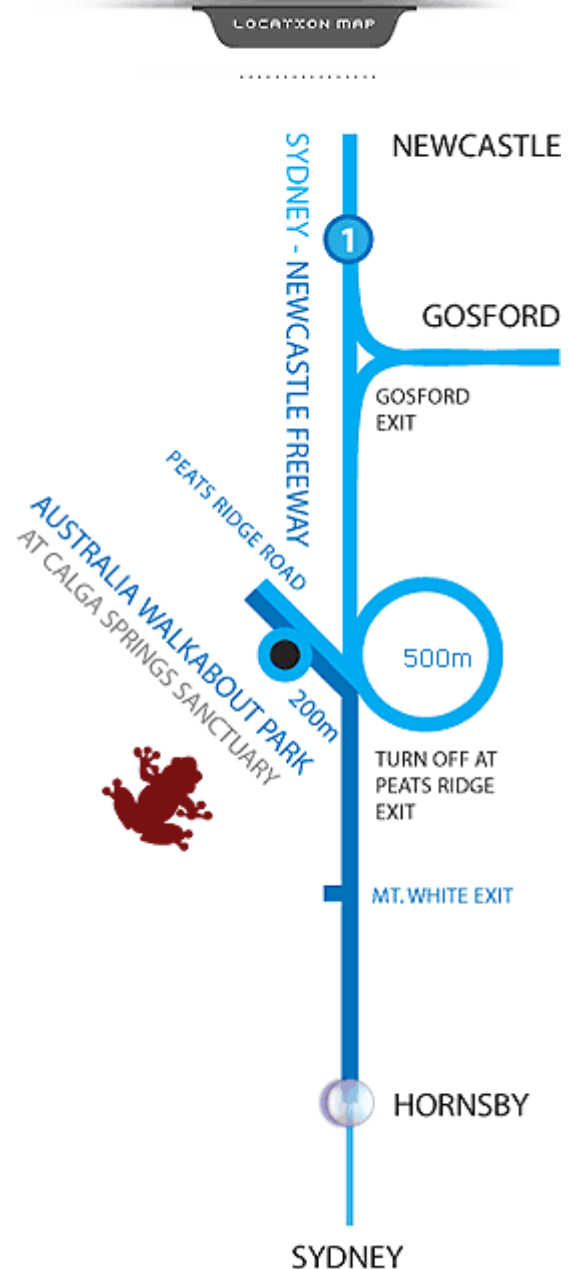 LOCATION MAP
NEWCASTLE
SYDNEY - NEWCASTLE FREEWAY
1
GOSFORD
GOSFORD
EXIT
PEATS RIDGE ROAD
AUSTRALIA WALKABOUT PARK
AT CALGA SPRINGS SANCTUARY
500m
200m
TURN OFF AT
PEATS RIDGE
EXIT
MT. WHITE EXIT
HORNSBY
SYDNEY